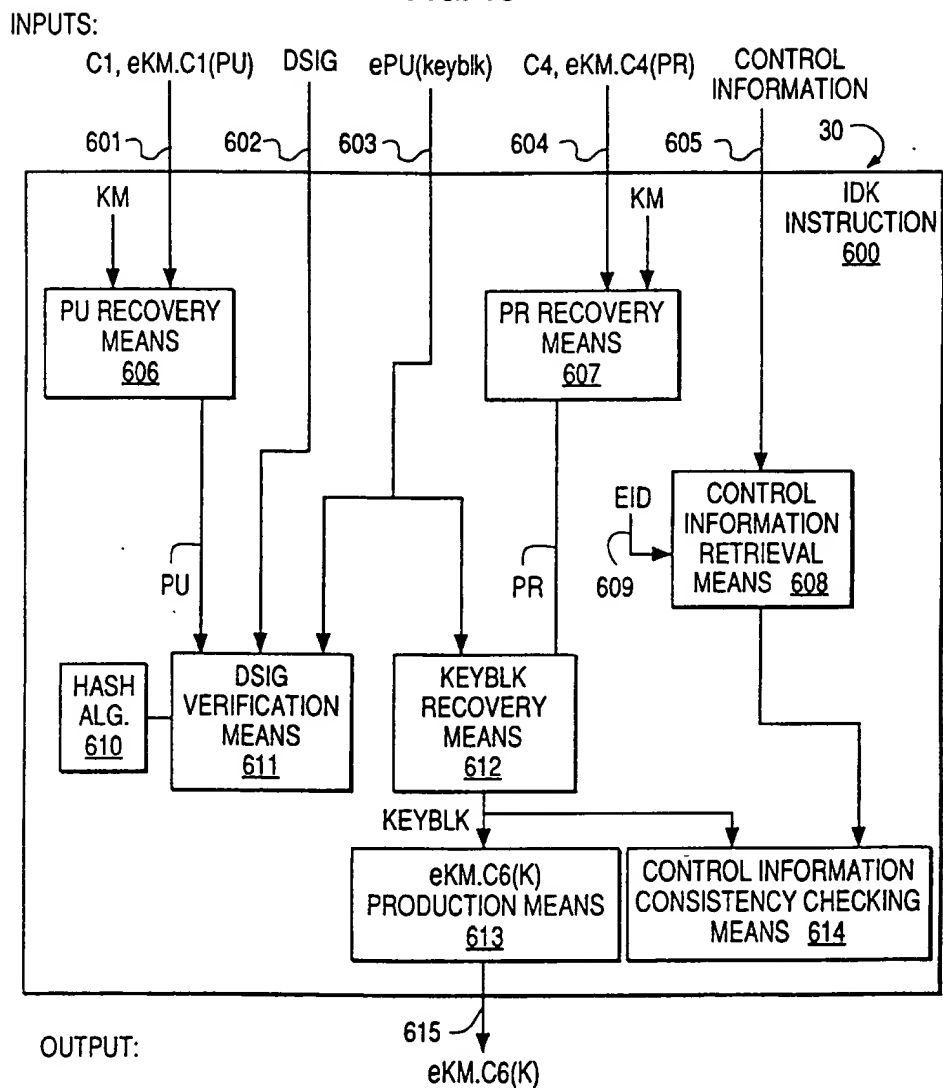 INPUTS:
C1, eKM.C1(PU)
DSIG
ePU(keyblk)
C4, eKM.C4(PR)
CONTROL
INFORMATION
601
602
603
604
605
30
KM
KM
IDK
INSTRUCTION
600
PU RECOVERY
MEANS
606
PR RECOVERY
MEANS
607
EID
609
CONTROL
INFORMATION
RETRIEVAL
MEANS 608
PU
PR
HASH
ALG.
610
DSIG
VERIFICATION
MEANS
611
KEYBLK
RECOVERY
MEANS
612
KEYBLK
eKM.C6(K)
PRODUCTION MEANS
613
CONTROL INFORMATION
CONSISTENCY CHECKING
MEANS 614
615
OUTPUT:
eKM.C6(K)